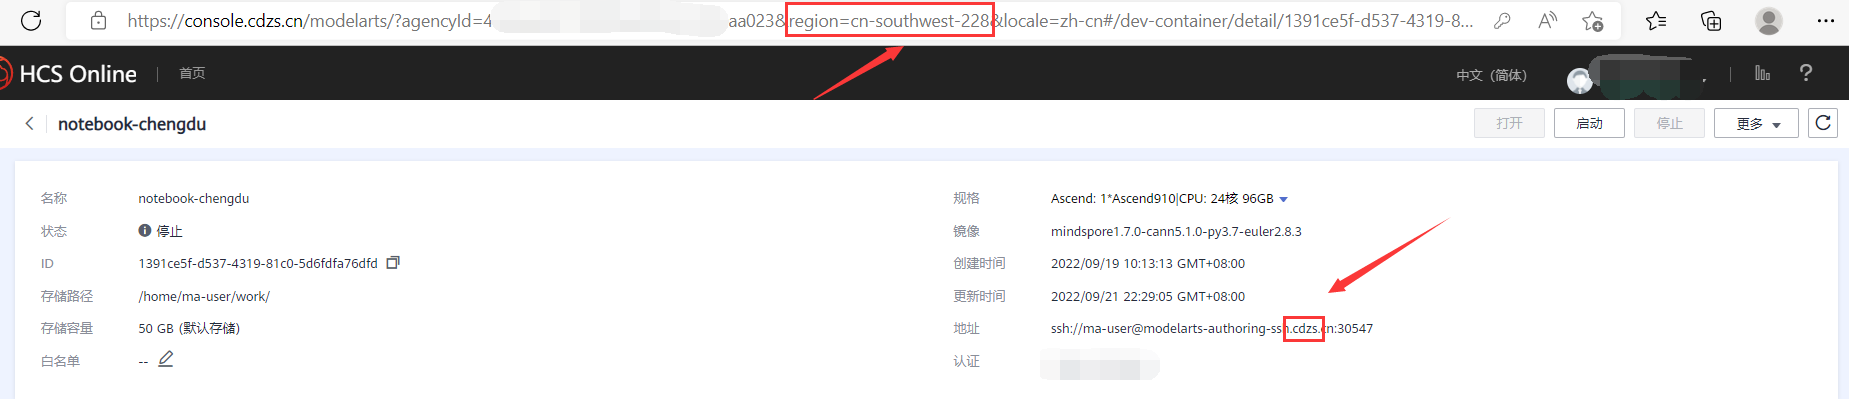 https://console.cdzs.cn/modelarts/?agencyId=4 aa023&region=cn-southwest-228&locale=zh-cn#/dev-container/detail/1391ce5f-d537-4319-8...
HCS Online 首页 中文（简体）
notebook-chengdu 打开 启动 停止 更多
名称 notebook-chengdu 规格 Ascend: 1*Ascend910|CPU: 24核 96GB
状态 停止 镜像 mindspore1.7.0-cann5.1.0-py3.7-euler2.8.3
ID 1391ce5f-d537-4319-81c0-5d6fdfa76dfd 创建时间 2022/09/19 10:13:13 GMT+08:00
存储路径 /home/ma-user/work/ 更新时间 2022/09/21 22:29:05 GMT+08:00
存储容量 50 GB (默认存储) 地址 ssh://ma-user@modelarts-authoring-ssh.cdzs.cn:30547
白名单 -- 认证